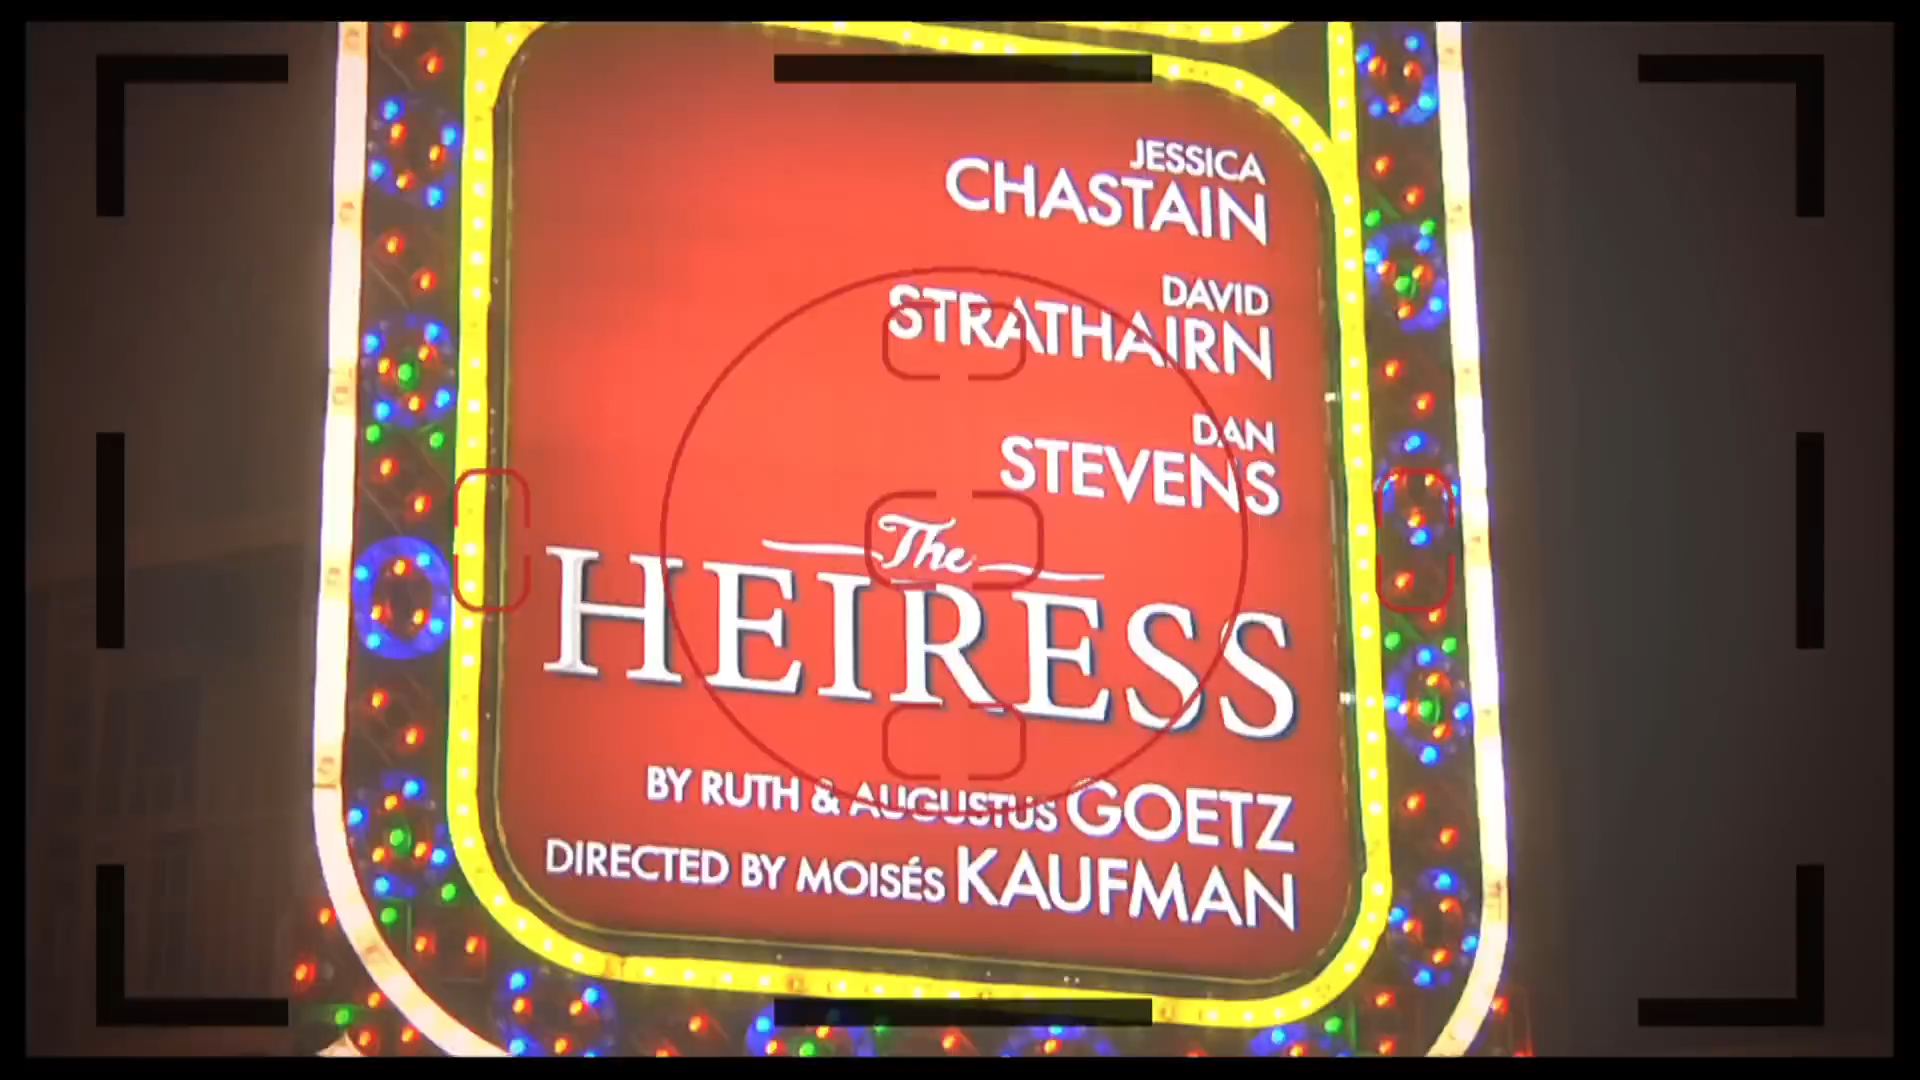 JESSICA
CHASTAIN
DAVID
STRATHAIRN
DAN
STEVENS
The
HEIRESS
BY RUTH & AUGUSTUS GOETZ
DIRECTED BY MOISÉS KAUFMAN